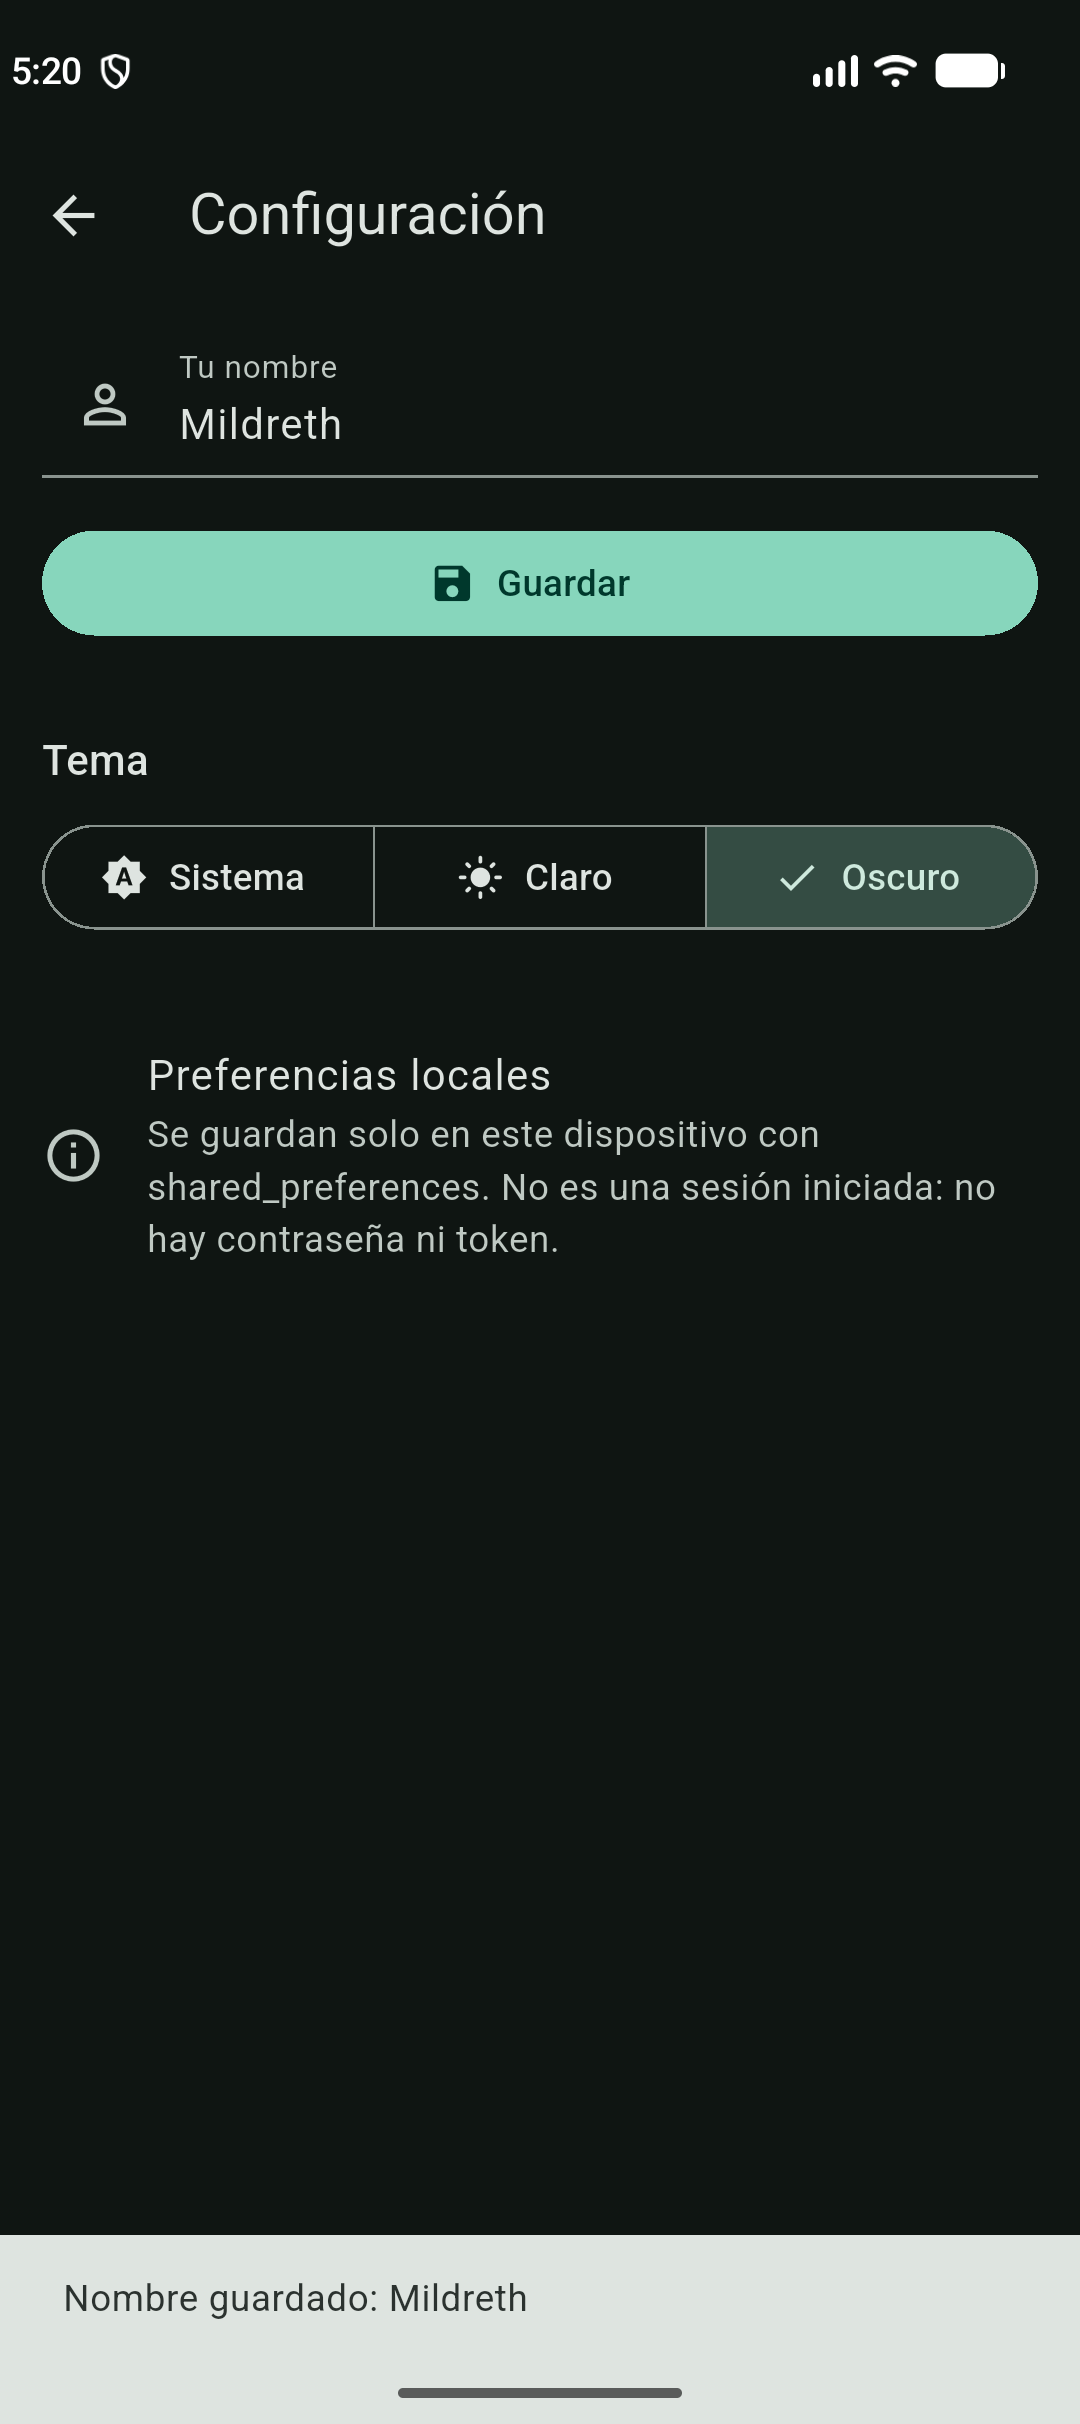 5:20
Configuración
Tu nombre
Mildreth
Guardar
Tema
Sistema
Claro
Oscuro
Preferencias locales
Se guardan solo en este dispositivo con
shared_preferences. No es una sesión iniciada: no
hay contraseña ni token.
Nombre guardado: Mildreth